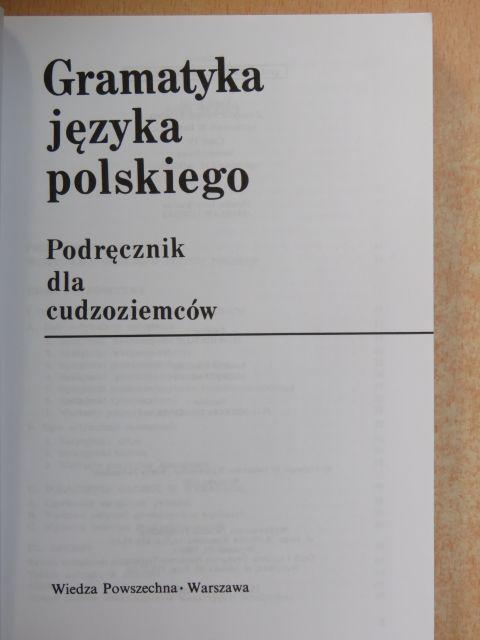 Gramatyka
języka
polskiego
Podręcznik
dla
cudzoziemców
Wiedza Powszechna • Warszawa